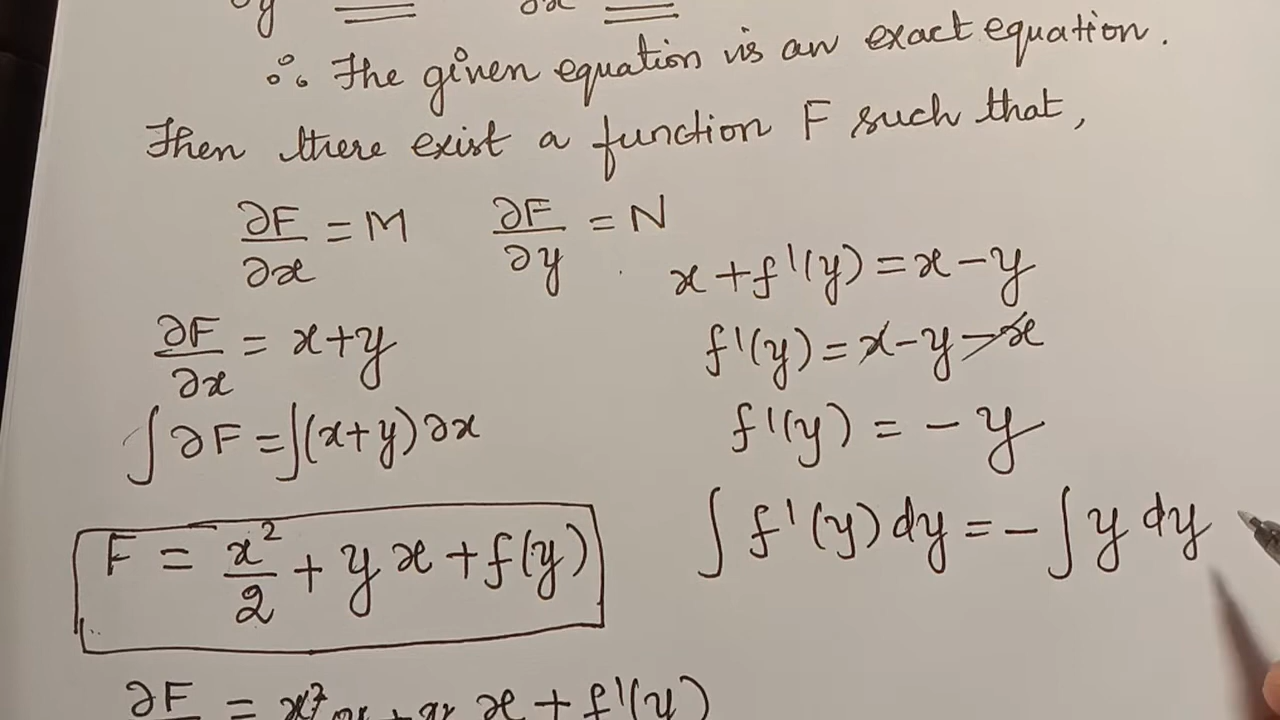 ∂y ∂x
∴ The given equation is an exact equation.
Then there exist a function F such that,
∂F/∂x = M ∂F/∂y = N
∂F/∂x = x+y
∫∂F = ∫(x+y)∂x
F = x²/2 + yx + f(y)
∂F = x + f'(y)
x + f'(y) = x - y
f'(y) = x - y - x
f'(y) = - y
∫ f'(y) dy = - ∫ y dy